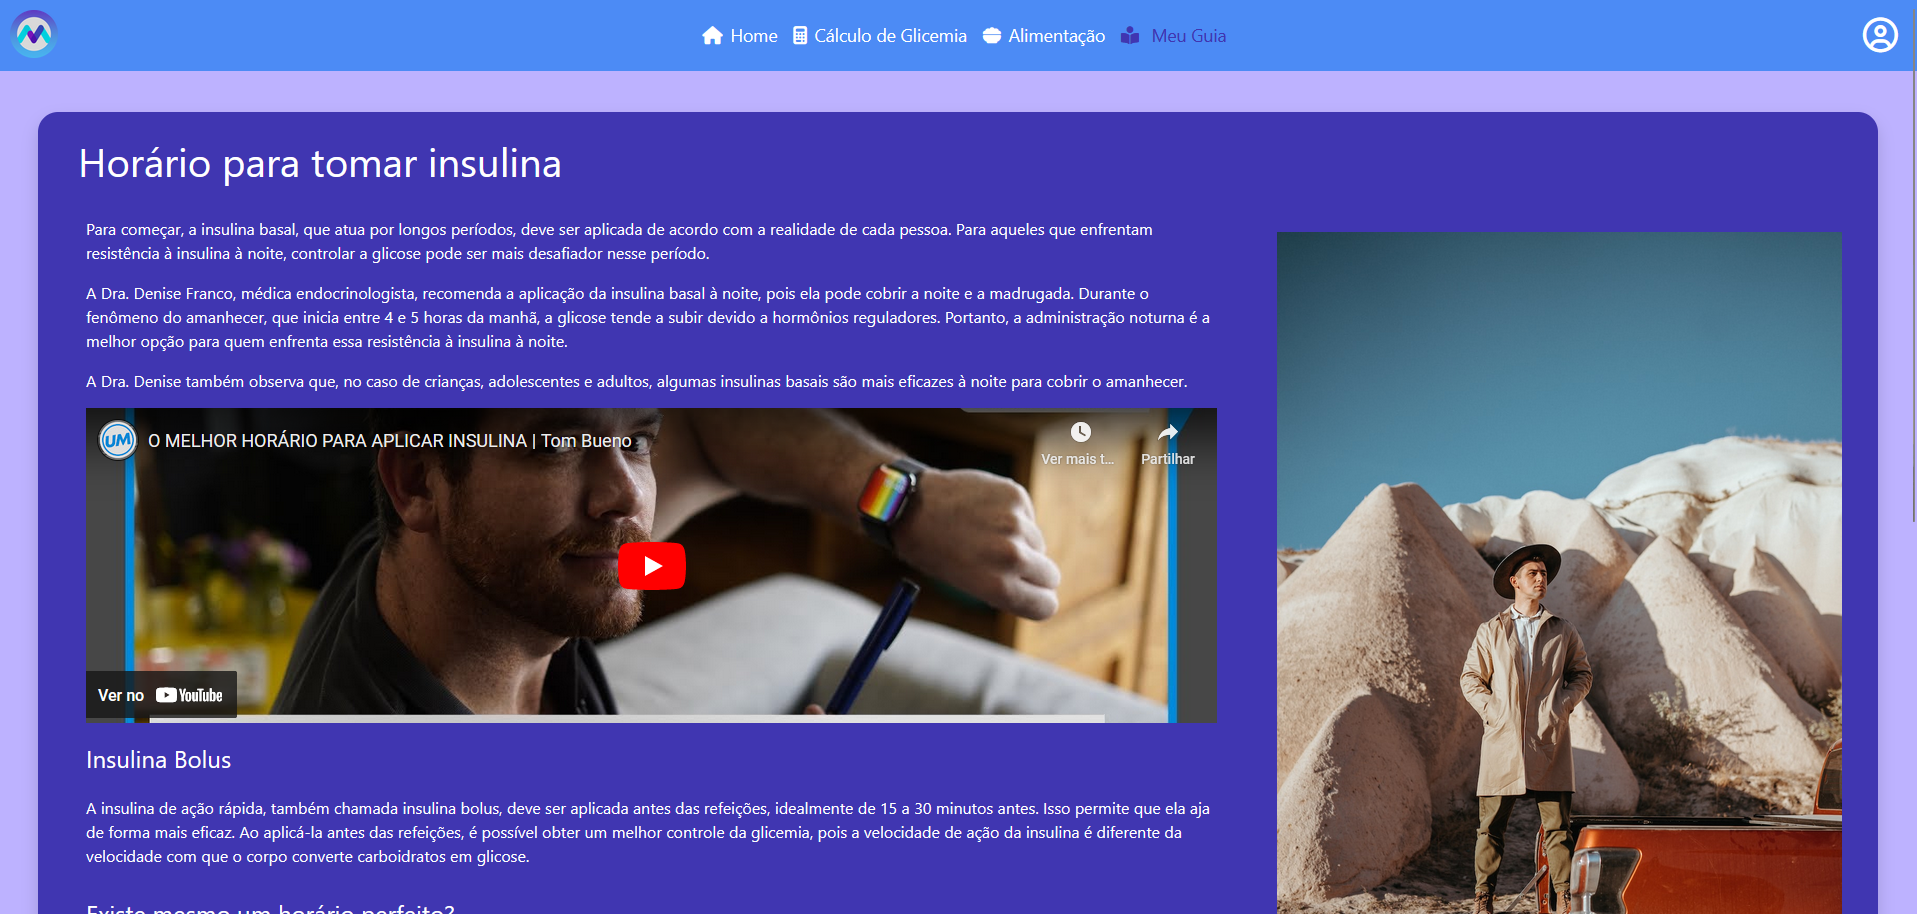 Home Cálculo de Glicemia Alimentação Meu Guia
Horário para tomar insulina
Para começar, a insulina basal, que atua por longos períodos, deve ser aplicada de acordo com a realidade de cada pessoa. Para aqueles que enfrentam
resistência à insulina à noite, controlar a glicose pode ser mais desafiador nesse período.
A Dra. Denise Franco, médica endocrinologista, recomenda a aplicação da insulina basal à noite, pois ela pode cobrir a noite e a madrugada. Durante o
fenômeno do amanhecer, que inicia entre 4 e 5 horas da manhã, a glicose tende a subir devido a hormônios reguladores. Portanto, a administração noturna é a
melhor opção para quem enfrenta essa resistência à insulina à noite.
A Dra. Denise também observa que, no caso de crianças, adolescentes e adultos, algumas insulinas basais são mais eficazes à noite para cobrir o amanhecer.
UM
O MELHOR HORÁRIO PARA APLICAR INSULINA | Tom Bueno
Ver mais t... Partilhar
Ver no YouTube
Insulina Bolus
A insulina de ação rápida, também chamada insulina bolus, deve ser aplicada antes das refeições, idealmente de 15 a 30 minutos antes. Isso permite que ela aja
de forma mais eficaz. Ao aplicá-la antes das refeições, é possível obter um melhor controle da glicemia, pois a velocidade de ação da insulina é diferente da
velocidade com que o corpo converte carboidratos em glicose.
Existe mesmo um horário perfeito?